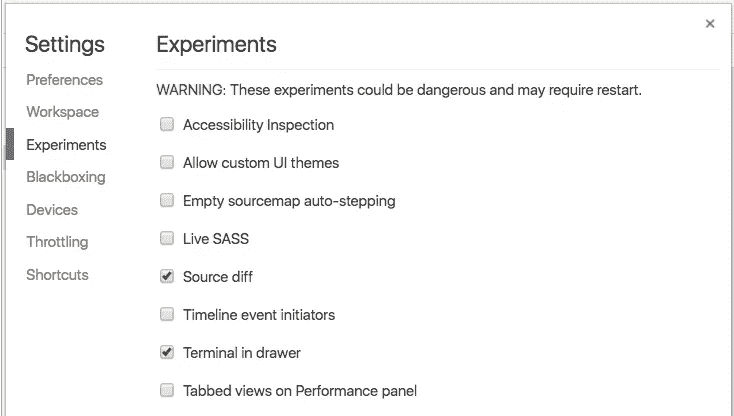 Settings
Preferences
Workspace
Experiments
Blackboxing
Devices
Throttling
Shortcuts
Experiments
WARNING: These experiments could be dangerous and may require restart.
Accessibility Inspection
Allow custom UI themes
Empty sourcemap auto-stepping
Live SASS
Source diff
Timeline event initiators
Terminal in drawer
Tabbed views on Performance panel